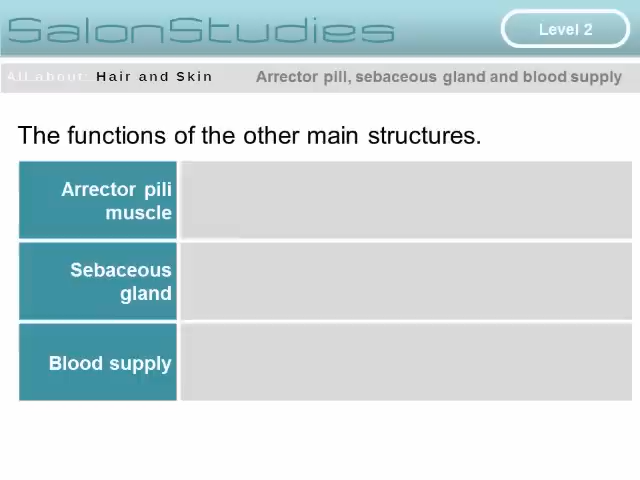 SalonStudies
Level 2
All about: Hair and Skin
Arrector pili, sebaceous gland and blood supply
The functions of the other main structures.
Arrector pili
muscle
Sebaceous
gland
Blood supply